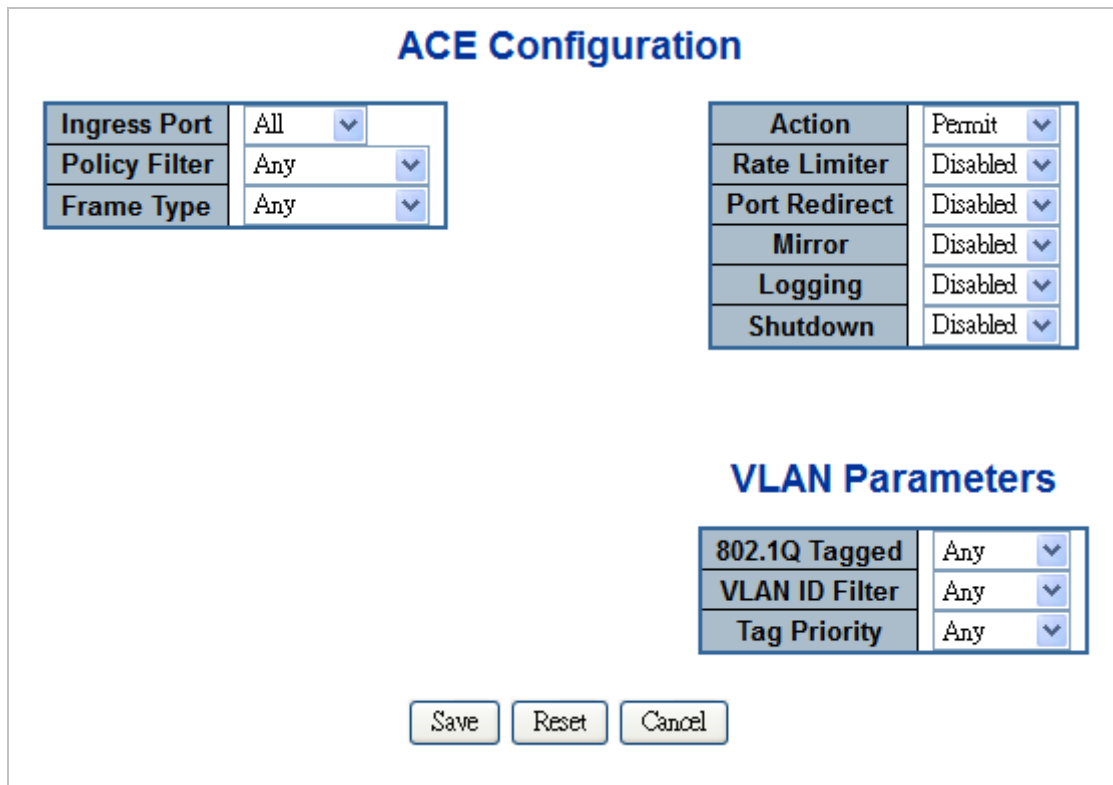 ACE Configuration
Ingress Port All
Policy Filter Any
Frame Type Any
Action Permit
Rate Limiter Disabled
Port Redirect Disabled
Mirror Disabled
Logging Disabled
Shutdown Disabled
VLAN Parameters
802.1Q Tagged Any
VLAN ID Filter Any
Tag Priority Any
Save Reset Cancel